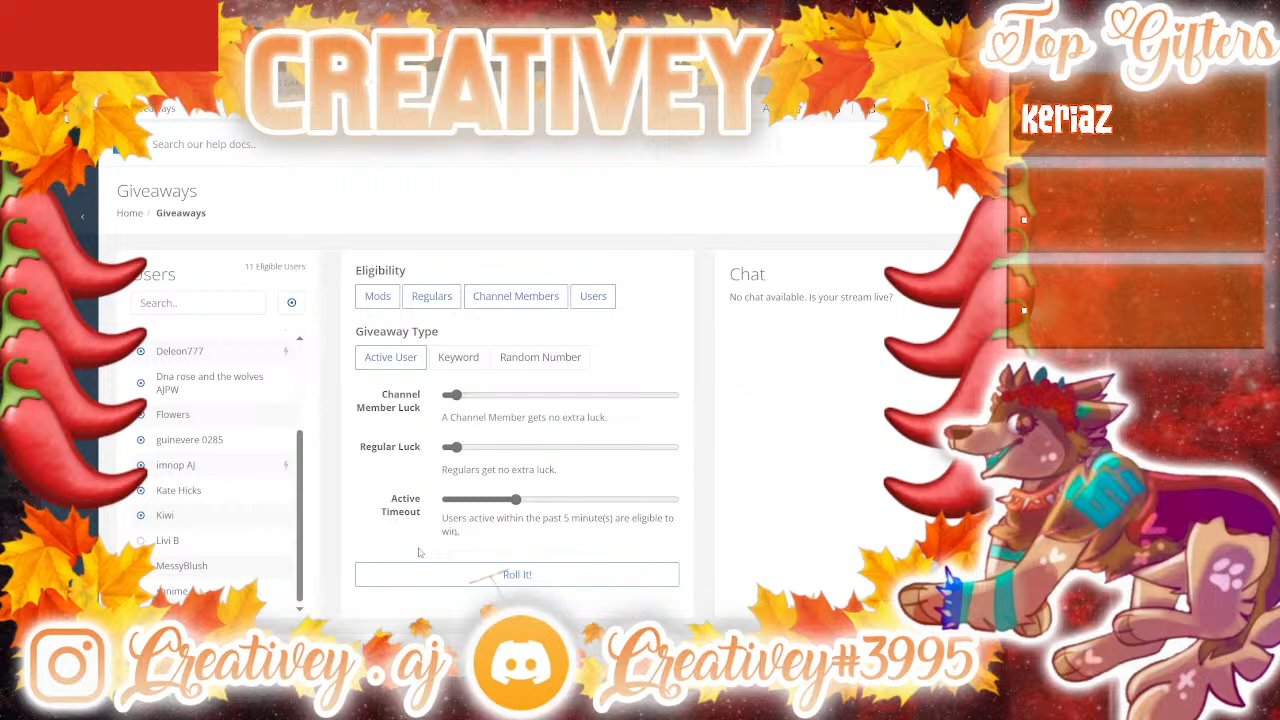 CREATIVEY
Top Gifters
keriaz
Search our help docs..
Giveaways
Home / Giveaways
Users
11 Eligible Users
Search..
Deleon777
Dna rose and the wolves
AJPW
Flowers
guinevere 0285
imnop AJ
Kate Hicks
Kiwi
Livi B
MessyBlush
Eligibility
Mods
Regulars
Channel Members
Users
Giveaway Type
Active User
Keyword
Random Number
Channel
Member Luck
A Channel Member gets no extra luck.
Regular Luck
Regulars get no extra luck.
Active
Timeout
Users active within the past 5 minute(s) are eligible to
win.
Roll It!
Chat
No chat available. Is your stream live?
Creativey . aj
Creativey#3995